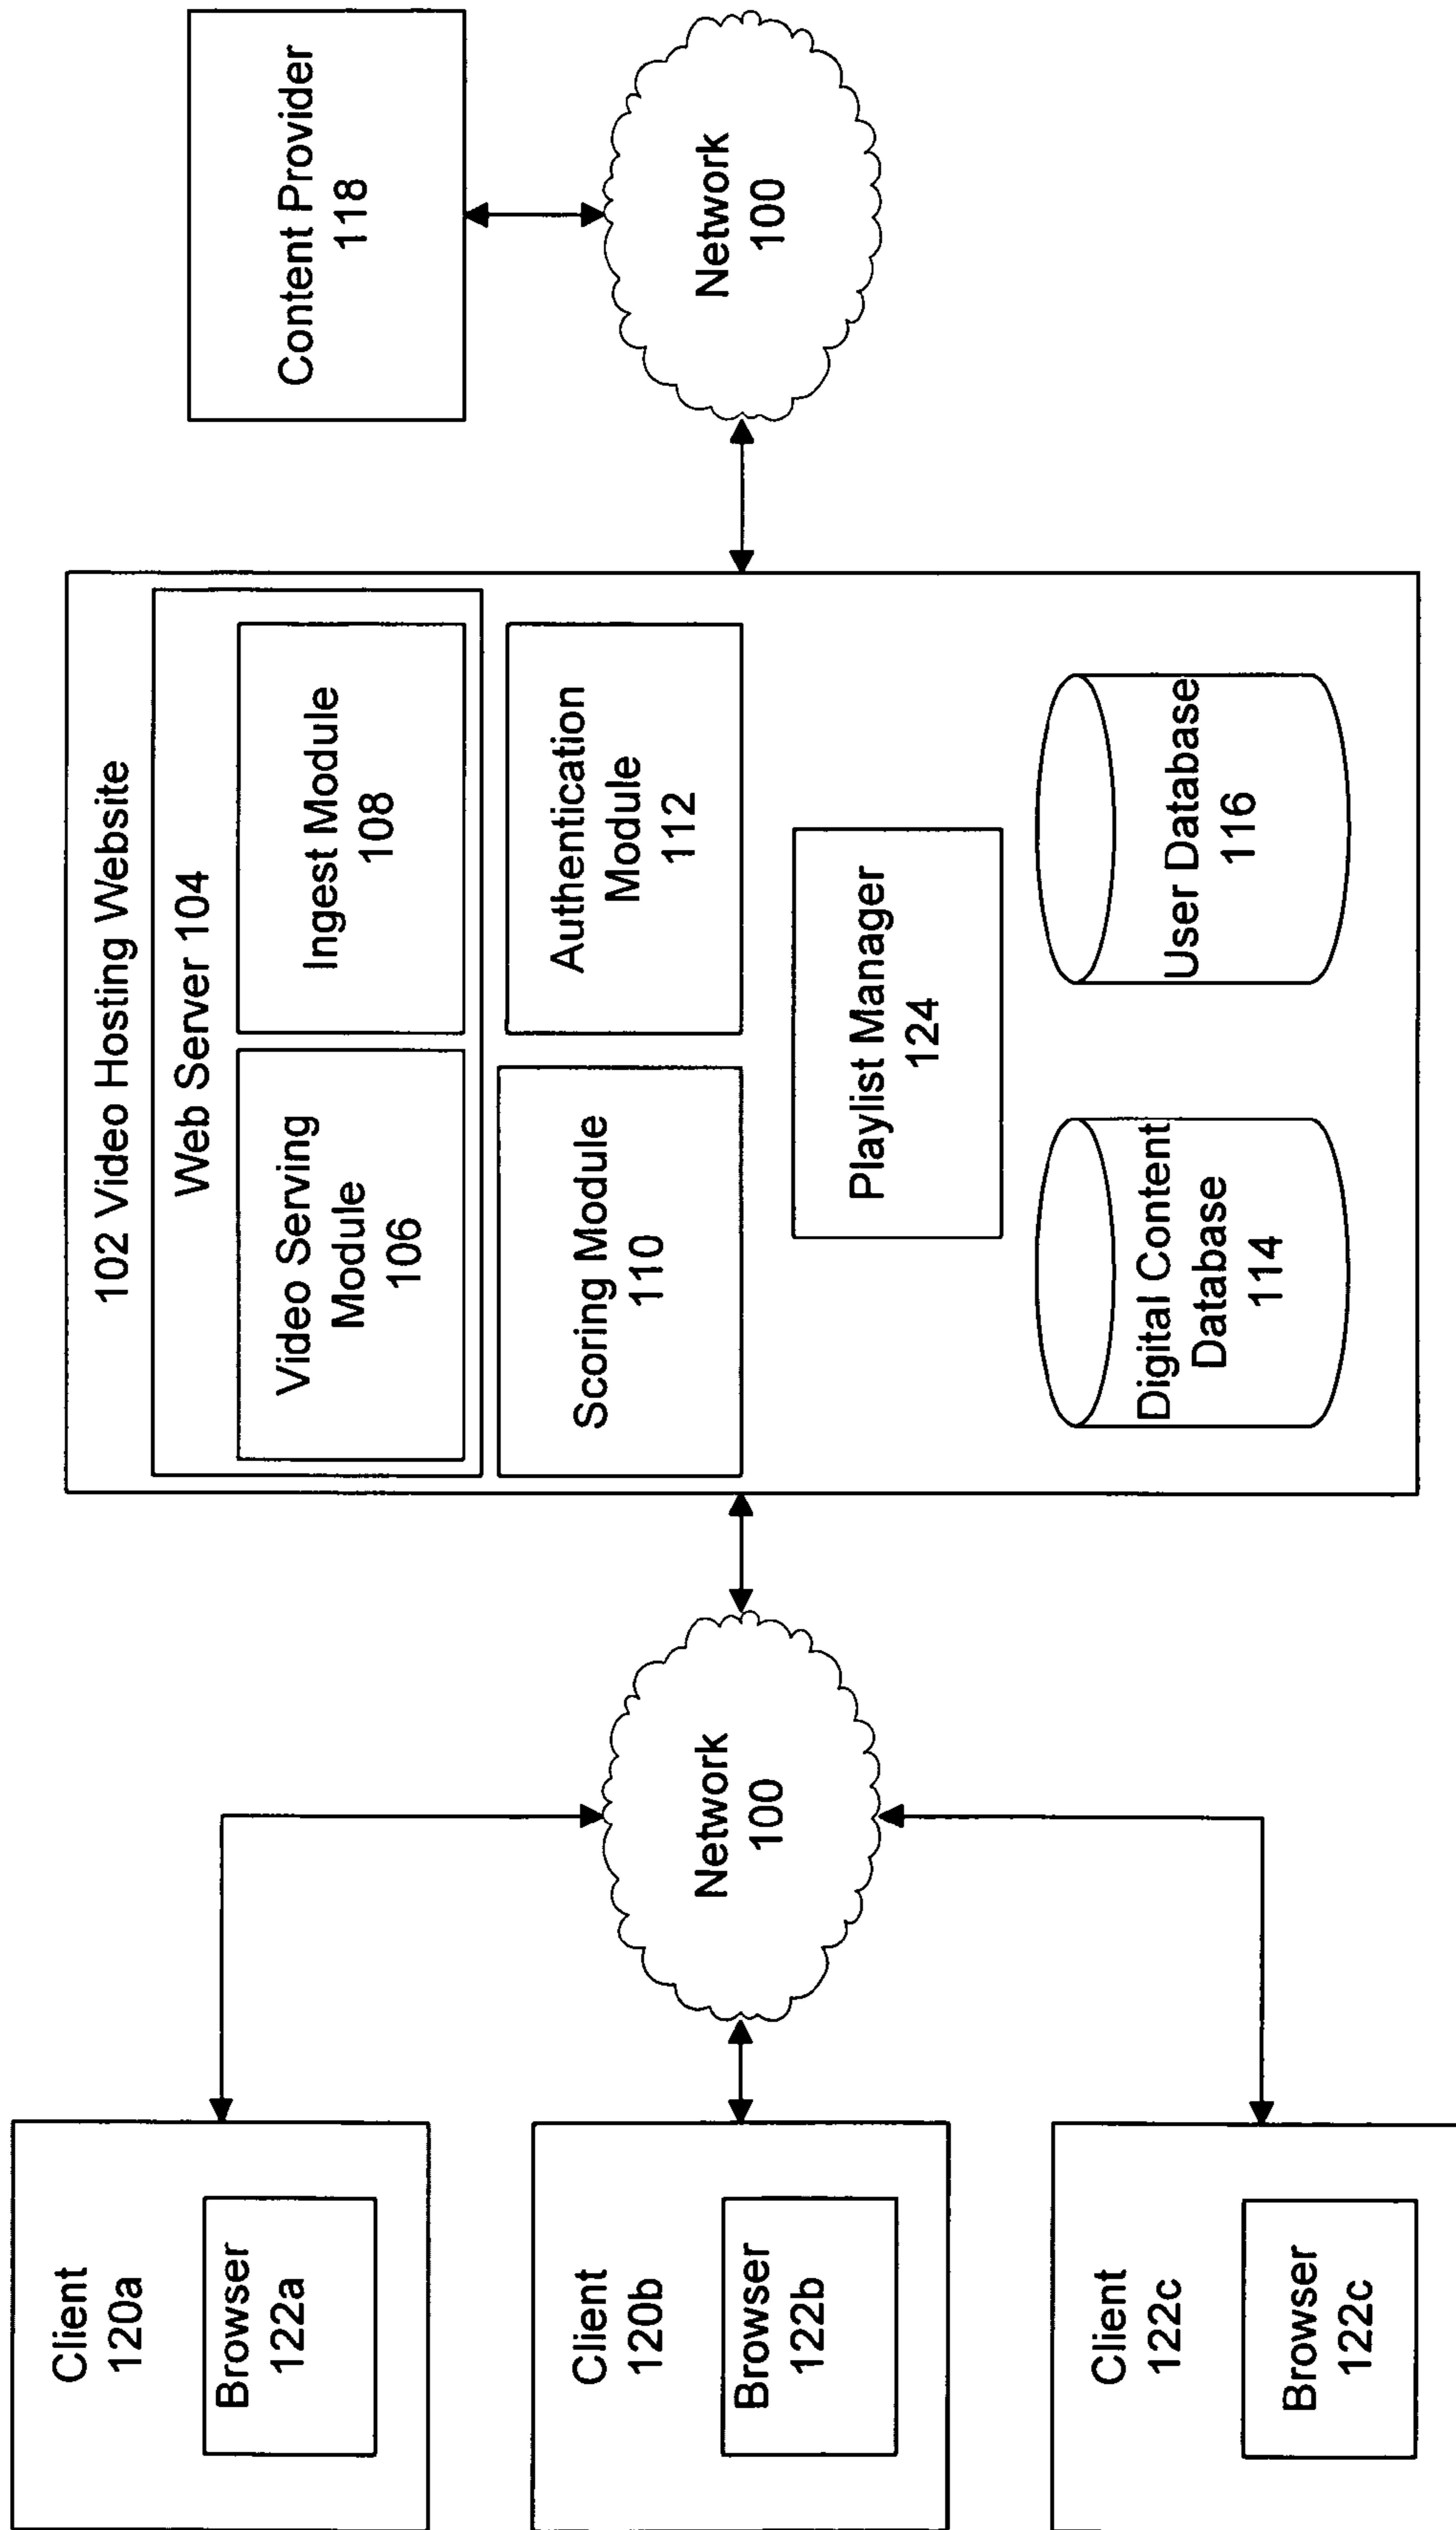 Client
120a
Browser
122a
Client
120b
Browser
122b
Client
122c
Browser
122c
Network
100
102 Video Hosting Website
Web Server 104
Video Serving
Module
106
Ingest Module
108
Scoring Module
110
Authentication
Module
112
Playlist Manager
124
Digital Content
Database
114
User Database
116
Content Provider
118
Network
100